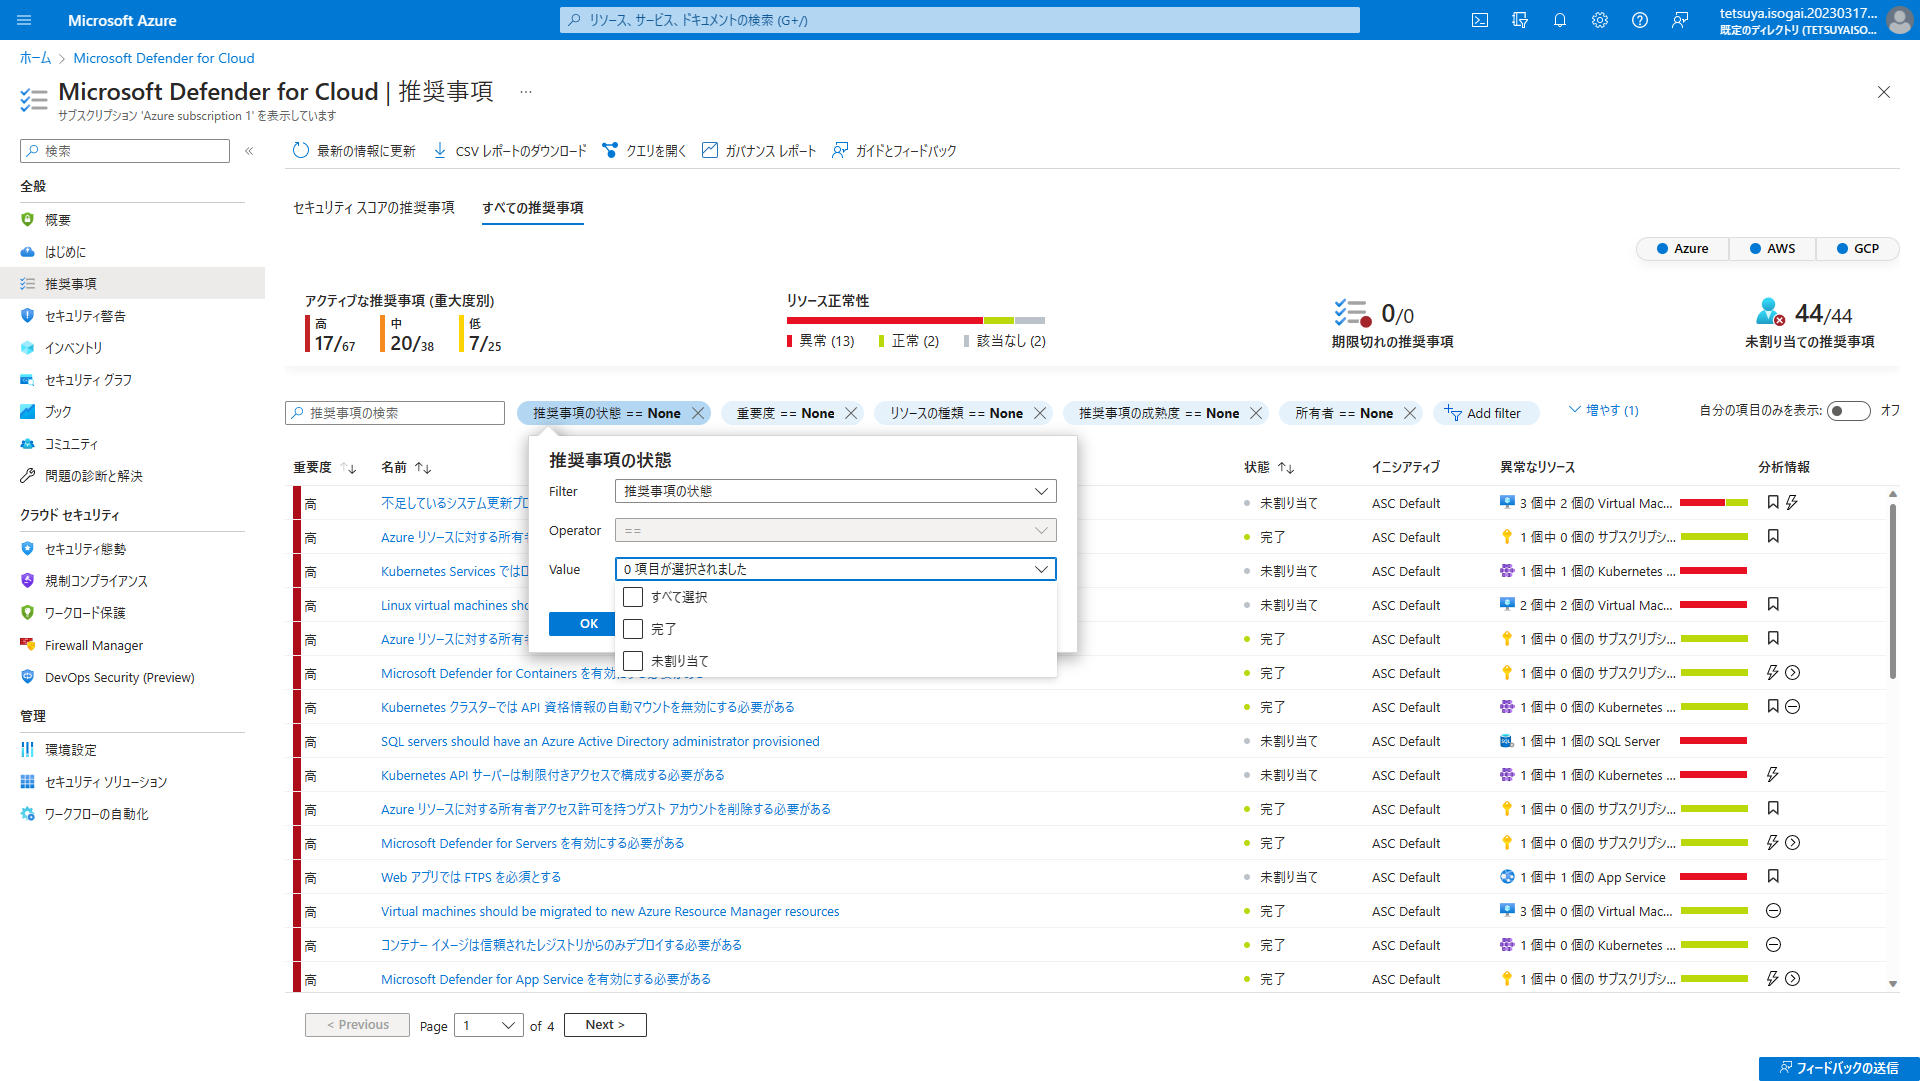 Microsoft Azure
リソース、サービス、ドキュメントの検索 (G+/)
tetsuya.isogai.20230317...
既定のディレクトリ (TETSUYAISO...
ホーム > Microsoft Defender for Cloud
Microsoft Defender for Cloud | 推奨事項 ...
サブスクリプション 'Azure subscription 1' を表示しています
検索
«
全般
概要
はじめに
推奨事項
セキュリティ警告
インベントリ
セキュリティ グラフ
ブック
コミュニティ
問題の診断と解決
クラウド セキュリティ
セキュリティ態勢
規制コンプライアンス
ワークロード保護
Firewall Manager
DevOps Security (Preview)
管理
環境設定
セキュリティ ソリューション
ワークフローの自動化
最新の情報に更新 CSV レポートのダウンロード クエリを開く ガバナンス レポート ガイドとフィードバック
セキュリティ スコアの推奨事項 すべての推奨事項
Azure AWS GCP
アクティブな推奨事項 (重大度別)
高 中 低
17/67 20/38 7/25
リソース正常性
異常 (13) 正常 (2) 該当なし (2)
0/0
期限切れの推奨事項
44/44
未割り当ての推奨事項
推奨事項の検索
推奨事項の状態 == None 重要度 == None リソースの種類 == None 推奨事項の成熟度 == None 所有者 == None Add filter 増やす (1)
自分の項目のみを表示: オフ
推奨事項の状態
Filter 推奨事項の状態
Operator ==
Value 0 項目が選択されました
すべて選択
完了
未割り当て
OK
重要度 名前 状態 イニシアティブ 異常なリソース 分析情報
高 不足しているシステム更新プロ 未割り当て ASC Default 3 個中 2 個の Virtual Mac...
高 Azure リソースに対する所有 完了 ASC Default 1 個中 0 個の サブスクリプシ...
高 Kubernetes Services では 未割り当て ASC Default 1 個中 1 個の Kubernetes ...
高 Linux virtual machines sho 未割り当て ASC Default 2 個中 2 個の Virtual Mac...
高 Azure リソースに対する所有 完了 ASC Default 1 個中 0 個の サブスクリプシ...
高 Microsoft Defender for Containers を有効にする必要がある 完了 ASC Default 1 個中 0 個の サブスクリプシ...
高 Kubernetes クラスターでは API 資格情報の自動マウントを無効にする必要がある 完了 ASC Default 1 個中 0 個の Kubernetes ...
高 SQL servers should have an Azure Active Directory administrator provisioned 未割り当て ASC Default 1 個中 1 個の SQL Server
高 Kubernetes API サーバーは制限付きアクセスで構成する必要がある 未割り当て ASC Default 1 個中 1 個の Kubernetes ...
高 Azure リソースに対する所有者アクセス許可を持つゲスト アカウントを削除する必要がある 完了 ASC Default 1 個中 0 個の サブスクリプシ...
高 Microsoft Defender for Servers を有効にする必要がある 完了 ASC Default 1 個中 0 個の サブスクリプシ...
高 Web アプリでは FTPS を必須とする 未割り当て ASC Default 1 個中 1 個の App Service
高 Virtual machines should be migrated to new Azure Resource Manager resources 完了 ASC Default 3 個中 0 個の Virtual Mac...
高 コンテナー イメージは信頼されたレジストリからのみデプロイする必要がある 完了 ASC Default 1 個中 0 個の Kubernetes ...
高 Microsoft Defender for App Service を有効にする必要がある 完了 ASC Default 1 個中 0 個の サブスクリプシ...
< Previous Page 1 of 4 Next >
フィードバックの送信